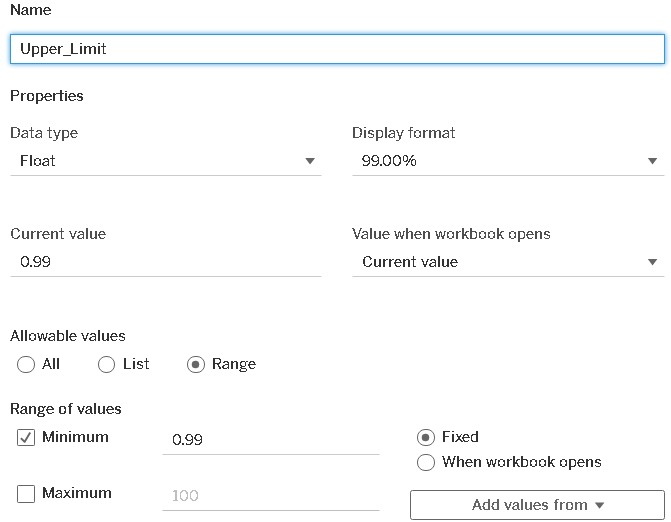 Name
Upper_Limit
Properties
Data type
Display format
Float
99.00%
Current value
Value when workbook opens
0.99
Current value
Allowable values
All
List
Range
Range of values
Minimum
0.99
Fixed
When workbook opens
Maximum
100
Add values from